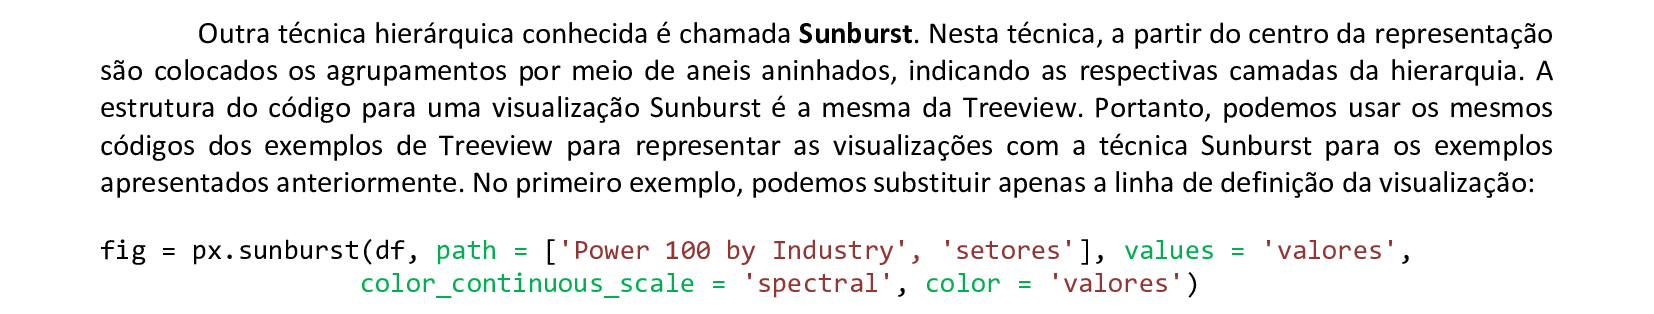 Outra técnica hierárquica conhecida é chamada Sunburst. Nesta técnica, a partir do centro da representação
são colocados os agrupamentos por meio de aneis aninhados, indicando as respectivas camadas da hierarquia. A
estrutura do código para uma visualização Sunburst é a mesma da Treeview. Portanto, podemos usar os mesmos
códigos dos exemplos de Treeview para representar as visualizações com a técnica Sunburst para os exemplos
apresentados anteriormente. No primeiro exemplo, podemos substituir apenas a linha de definição da visualização:
fig = px.sunburst(df, path = ['Power 100 by Industry', 'setores'], values = 'valores',
color_continuous_scale = 'spectral', color = 'valores')